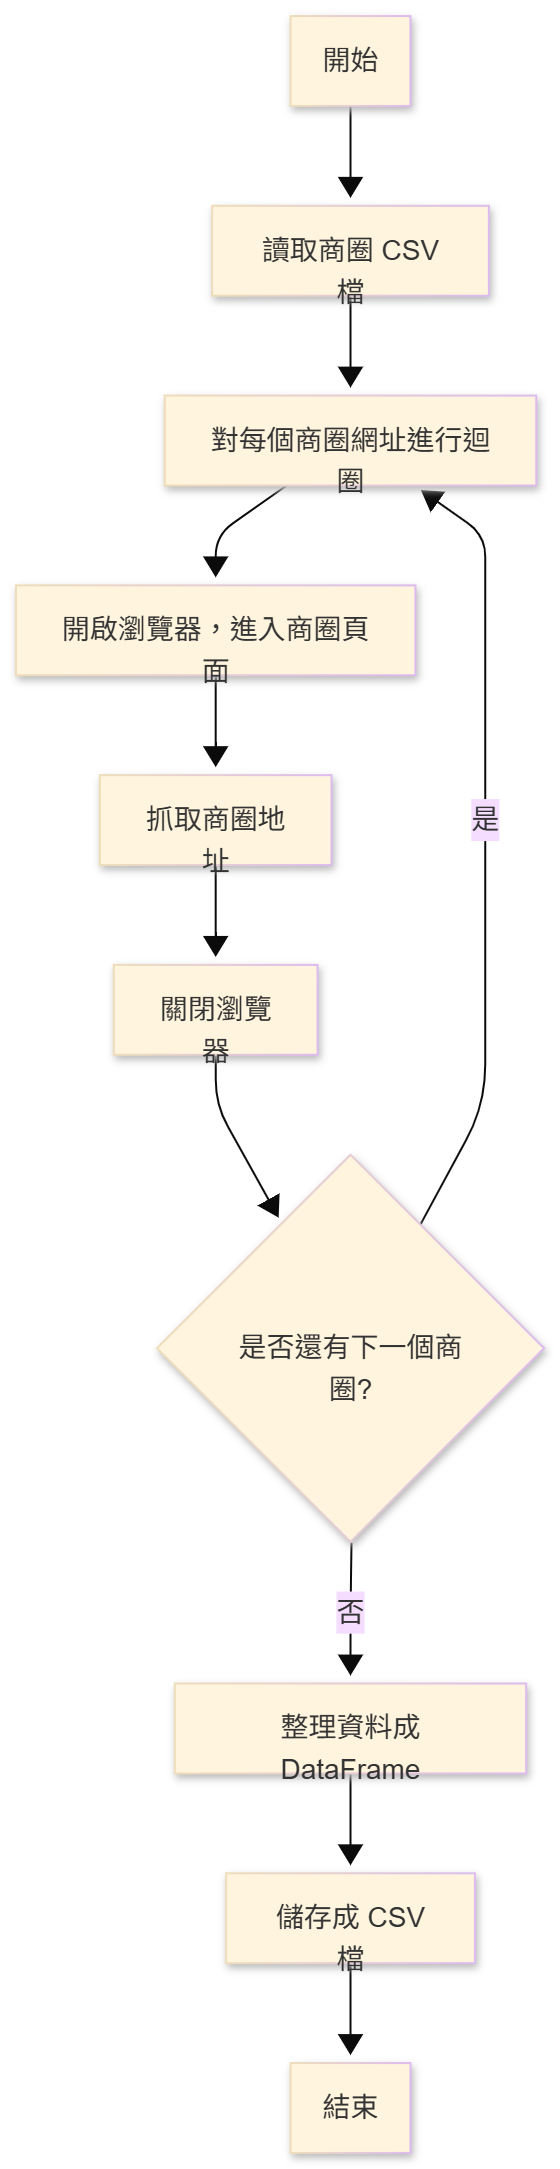 開始
讀取商圈 CSV
檔
對每個商圈網址進行迴
圈
開啟瀏覽器，進入商圈頁
面
抓取商圈地
址
是
關閉瀏覽
器
是否還有下一個商
圈?
否
整理資料成
DataFrame
儲存成 CSV
檔
結束